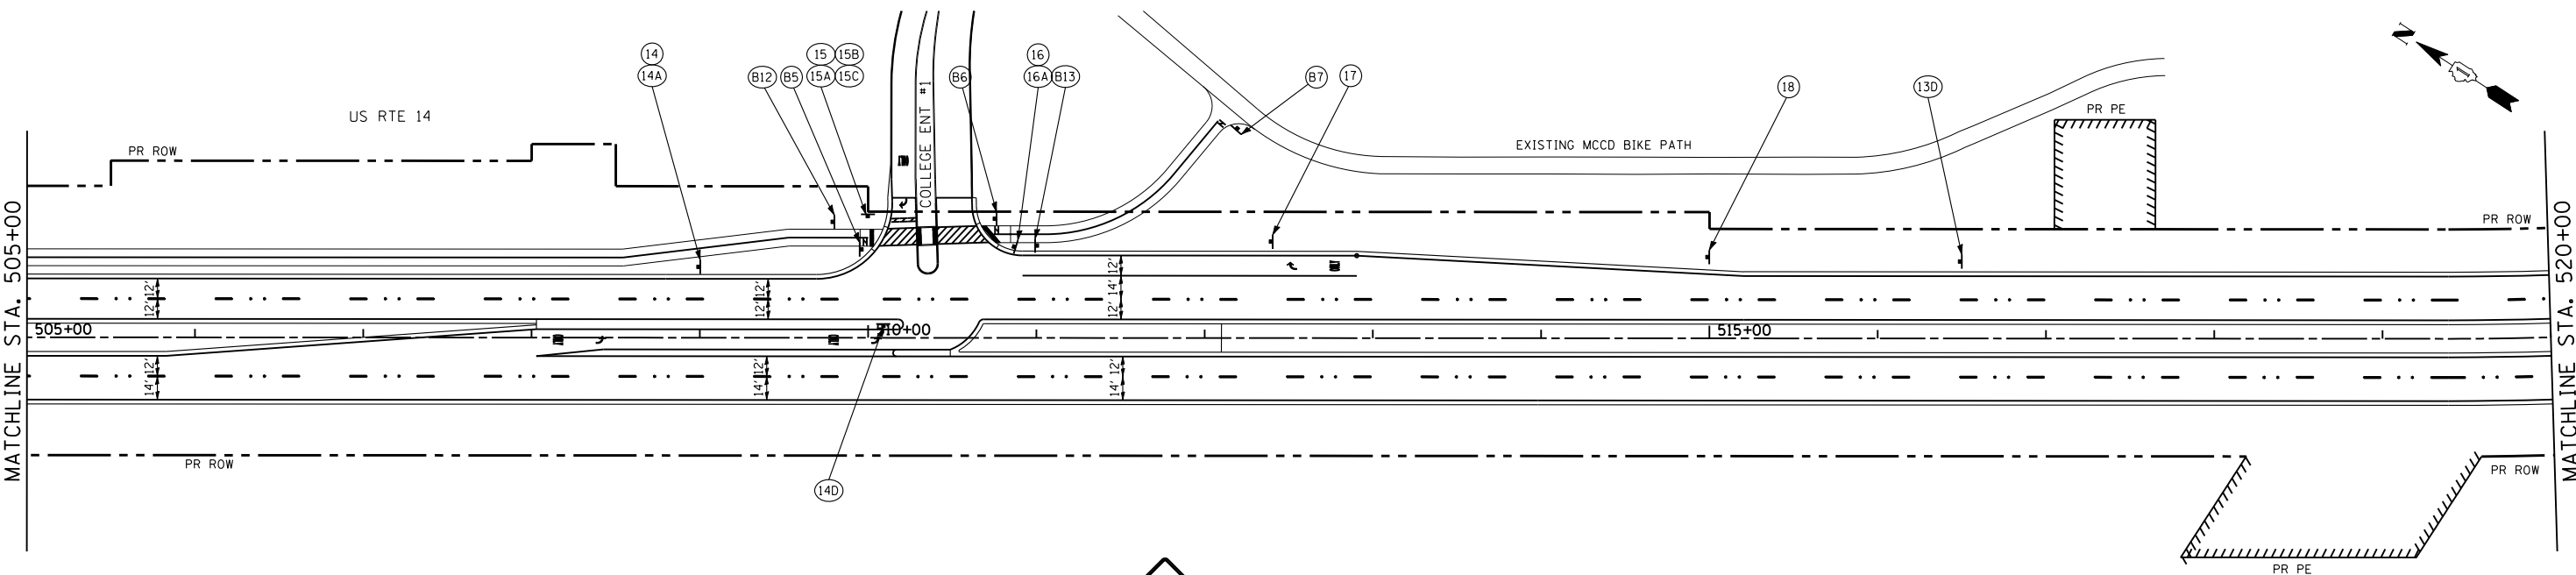 14
14A
B12
B5
15
15B
15A
15C
B6
16
16A
B13
B7
17
18
13D
N
US RTE 14
PR ROW
COLLEGE ENT #1
EXISTING MCCD BIKE PATH
PR PE
PR ROW
MATCHLINE STA. 505+00
MATCHLINE STA. 520+00
12' 12'
12' 12'
12' 14' 12'
505+00
510+00
515+00
14' 12'
14' 12'
14' 12'
PR ROW
14D
PR ROW
PR PE